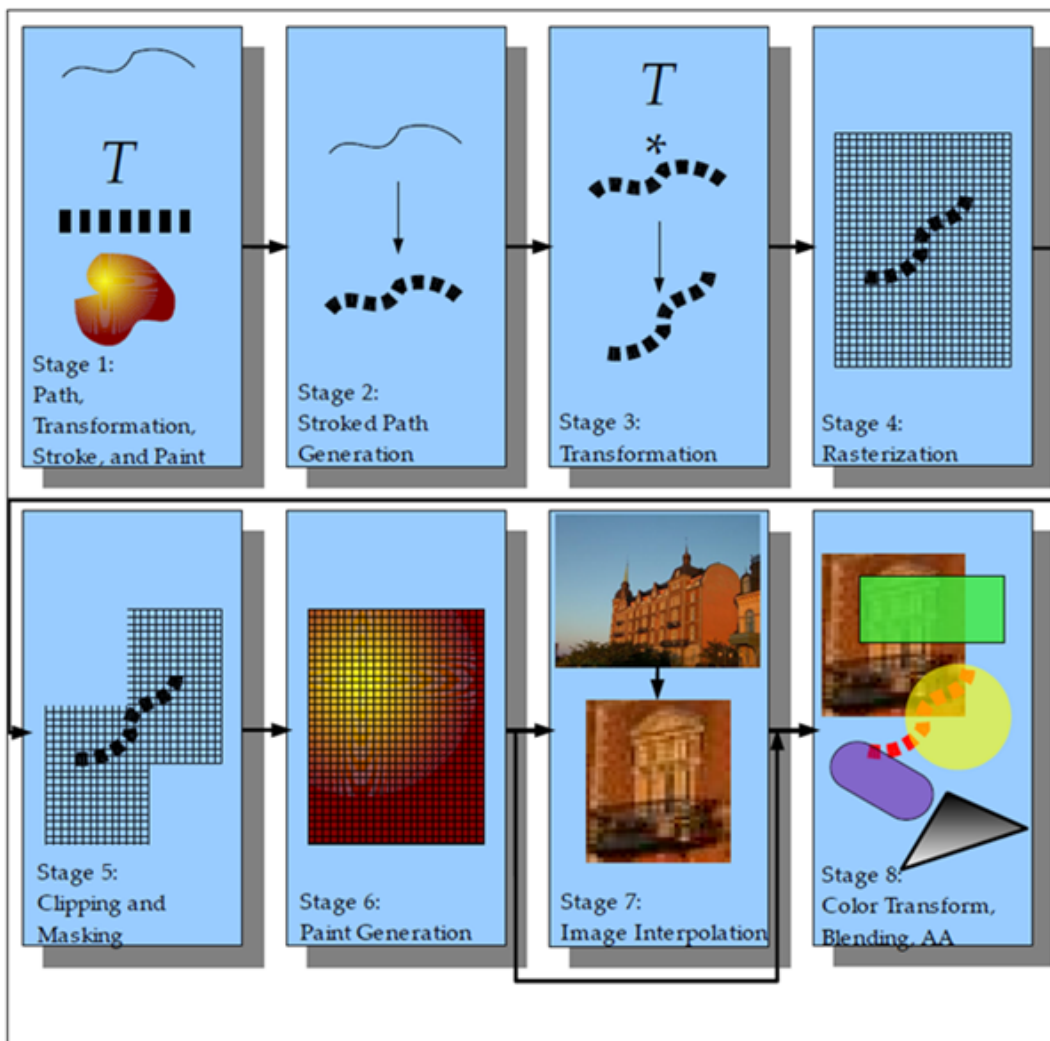 T
Stage 1:
Path,
Transformation,
Stroke, and Paint
Stage 2:
Stroked Path
Generation
T
*
Stage 3:
Transformation
Stage 4:
Rasterization
Stage 5:
Clipping and
Masking
Stage 6:
Paint Generation
Stage 7:
Image Interpolation
Stage 8:
Color Transform,
Blending, AA